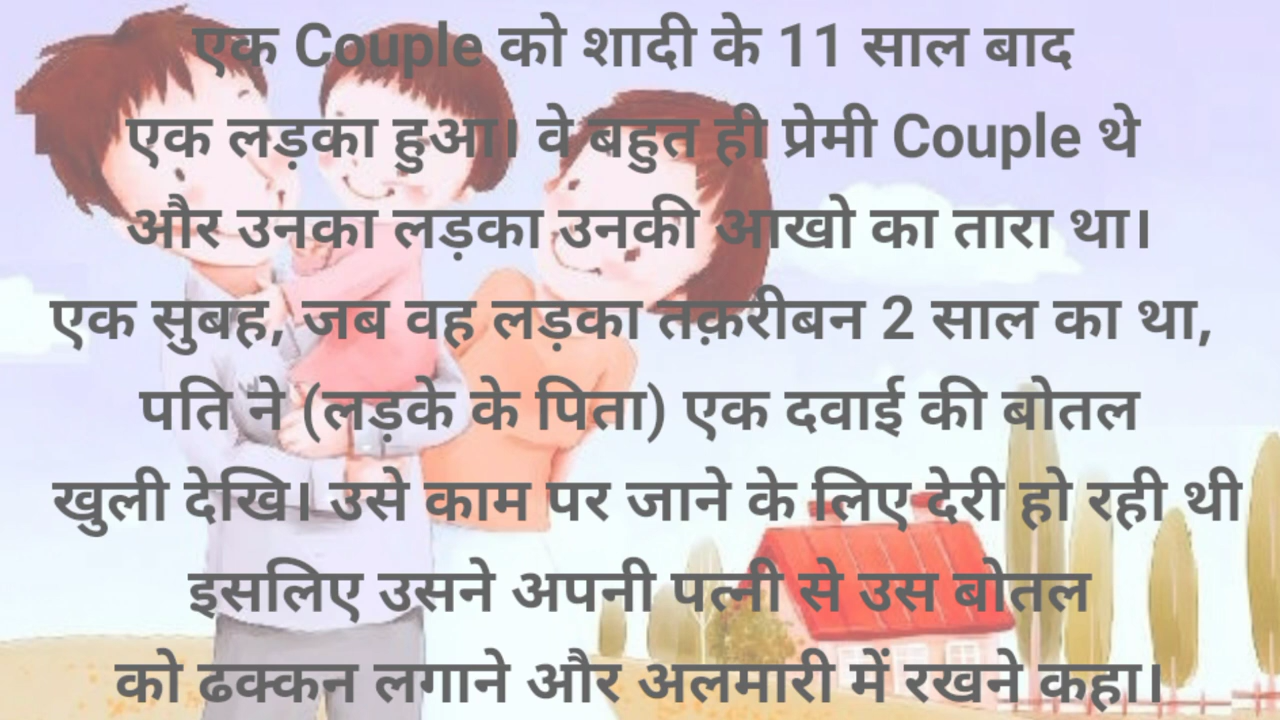 एक Couple को शादी के 11 साल बाद
एक लड़का हुआ। वे बहुत ही प्रेमी Couple थे
और उनका लड़का उनकी आखो का तारा था।
एक सुबह, जब वह लड़का तक़रीबन 2 साल का था,
पति ने (लड़के के पिता) एक दवाई की बोतल
खुली देखि। उसे काम पर जाने के लिए देरी हो रही थी
इसलिए उसने अपनी पत्नी से उस बोतल
को ढक्कन लगाने और अलमारी में रखने कहा।